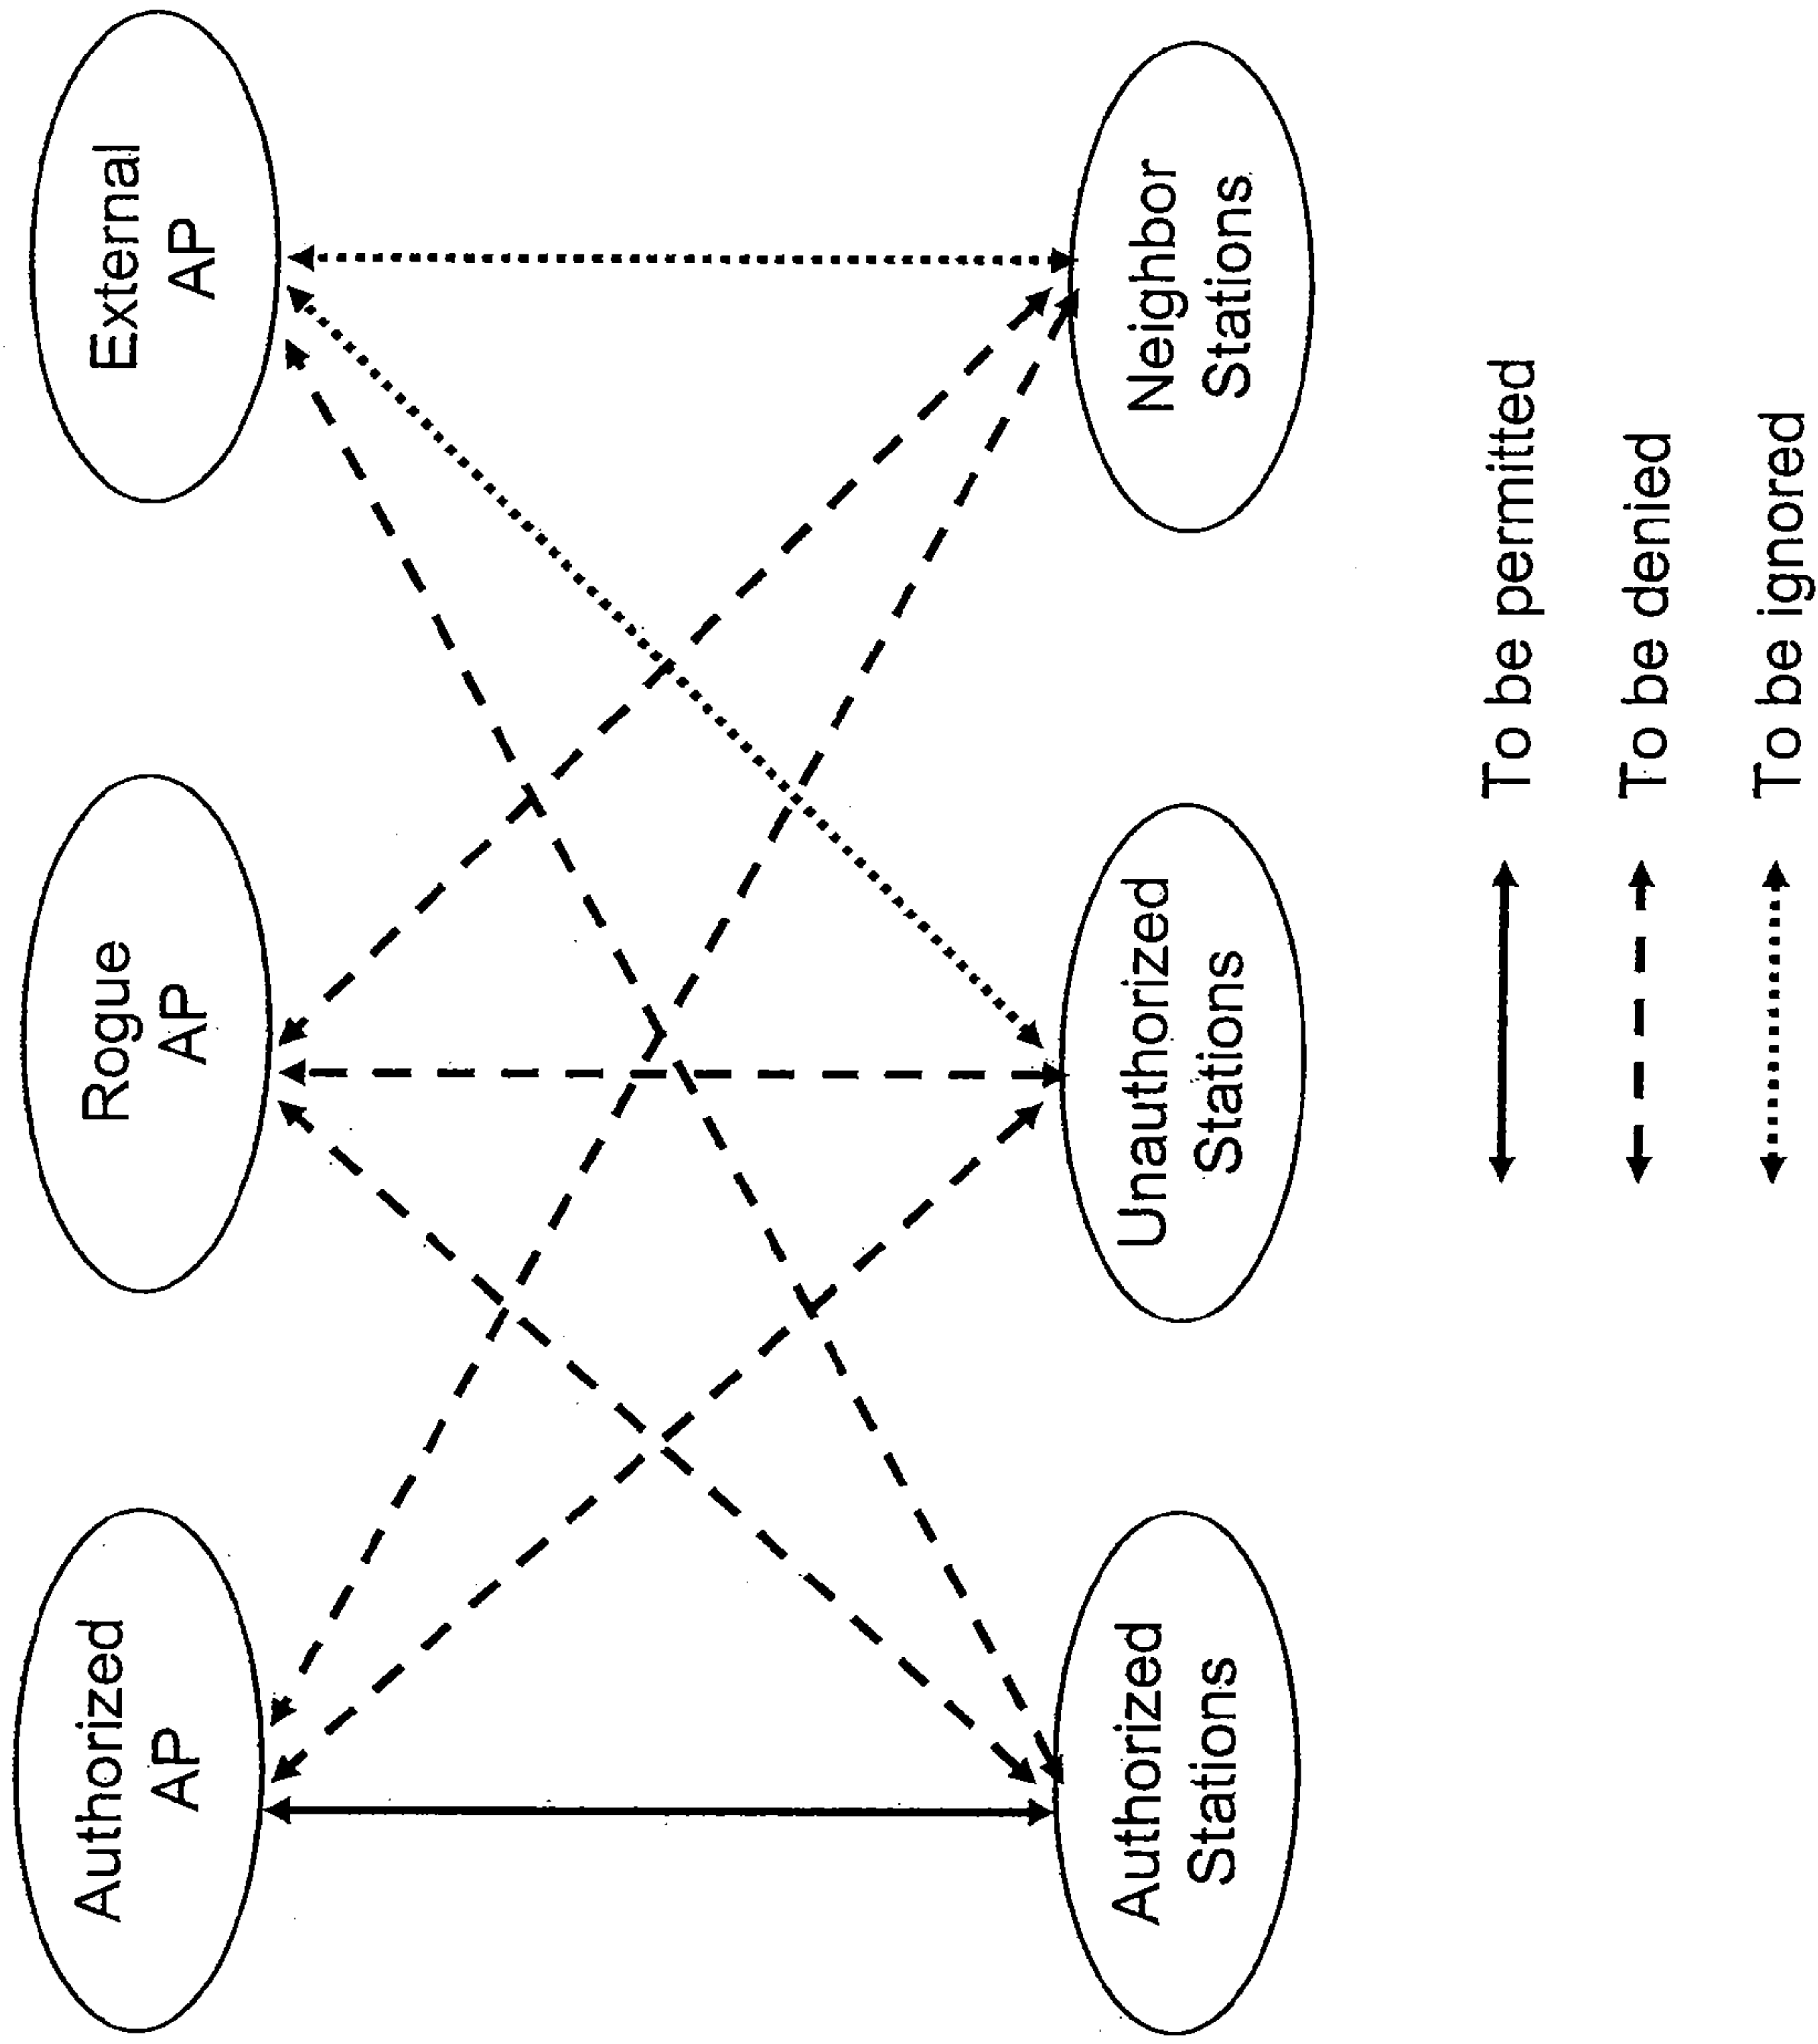 Authorized
AP
Rogue
AP
External
AP
Authorized
Stations
Unauthorized
Stations
Neighbor
Stations
To be permitted
To be denied
To be ignored